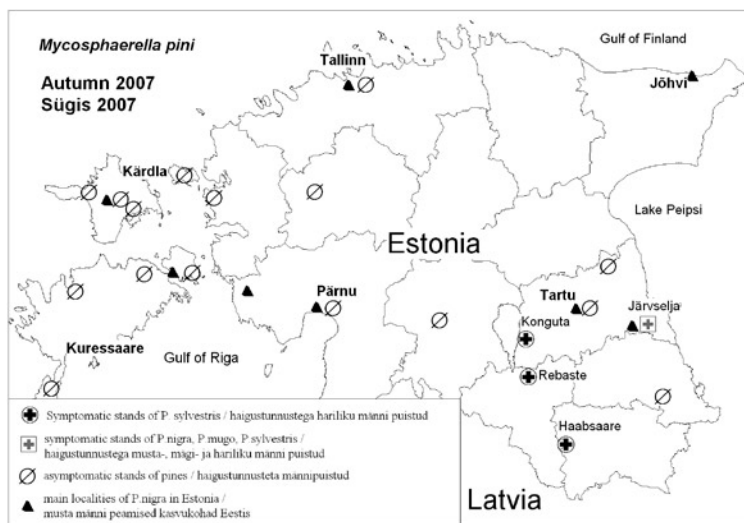 Mycosphaerella pini
Autumn 2007
Sügis 2007
Gulf of Finland
Tallinn
Jõhvi
Kärdla
Lake Peipsi
Estonia
Pärnu
Tartu
Järvselja
Konguta
Kuressaare
Gulf of Riga
Rebaste
Haabsaare
Latvia
Symptomatic stands of P. sylvestris / haigustunnustega hariliku männi puistud
symptomatic stands of P.nigra, P.mugo, P.sylvestris /
haigustunnustega musta-, mägi- ja hariliku männi puistud
asymptomatic stands of pines / haigustunnusteta männipuistud
main localities of P.nigra in Estonia /
musta männi peamised kasvukohad Eestis